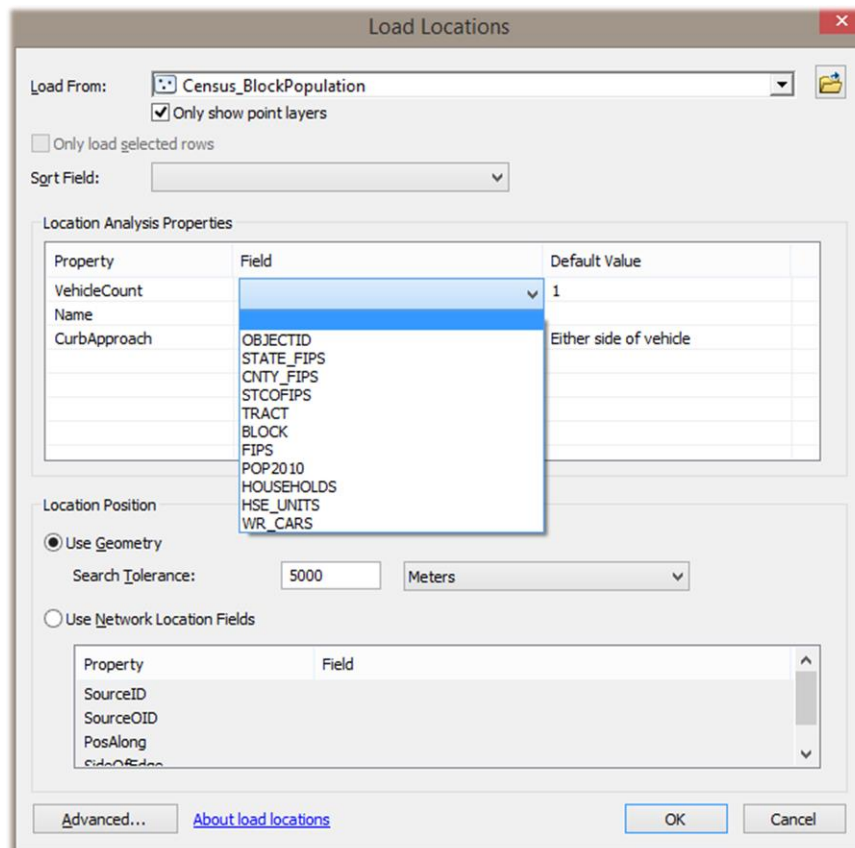 Load Locations
Load From: Census_BlockPopulation
Only show point layers
Only load selected rows
Sort Field:
Location Analysis Properties
Property Field Default Value
VehicleCount 1
Name
CurbApproach Either side of vehicle
OBJECTID
STATE_FIPS
CNTY_FIPS
STCOFIPS
TRACT
BLOCK
FIPS
POP2010
HOUSEHOLDS
HSE_UNITS
WR_CARS
Location Position
Use Geometry
Search Tolerance: 5000 Meters
Use Network Location Fields
Property Field
SourceID
SourceOID
PosAlong
SideOfEdge
Advanced... About load locations OK Cancel